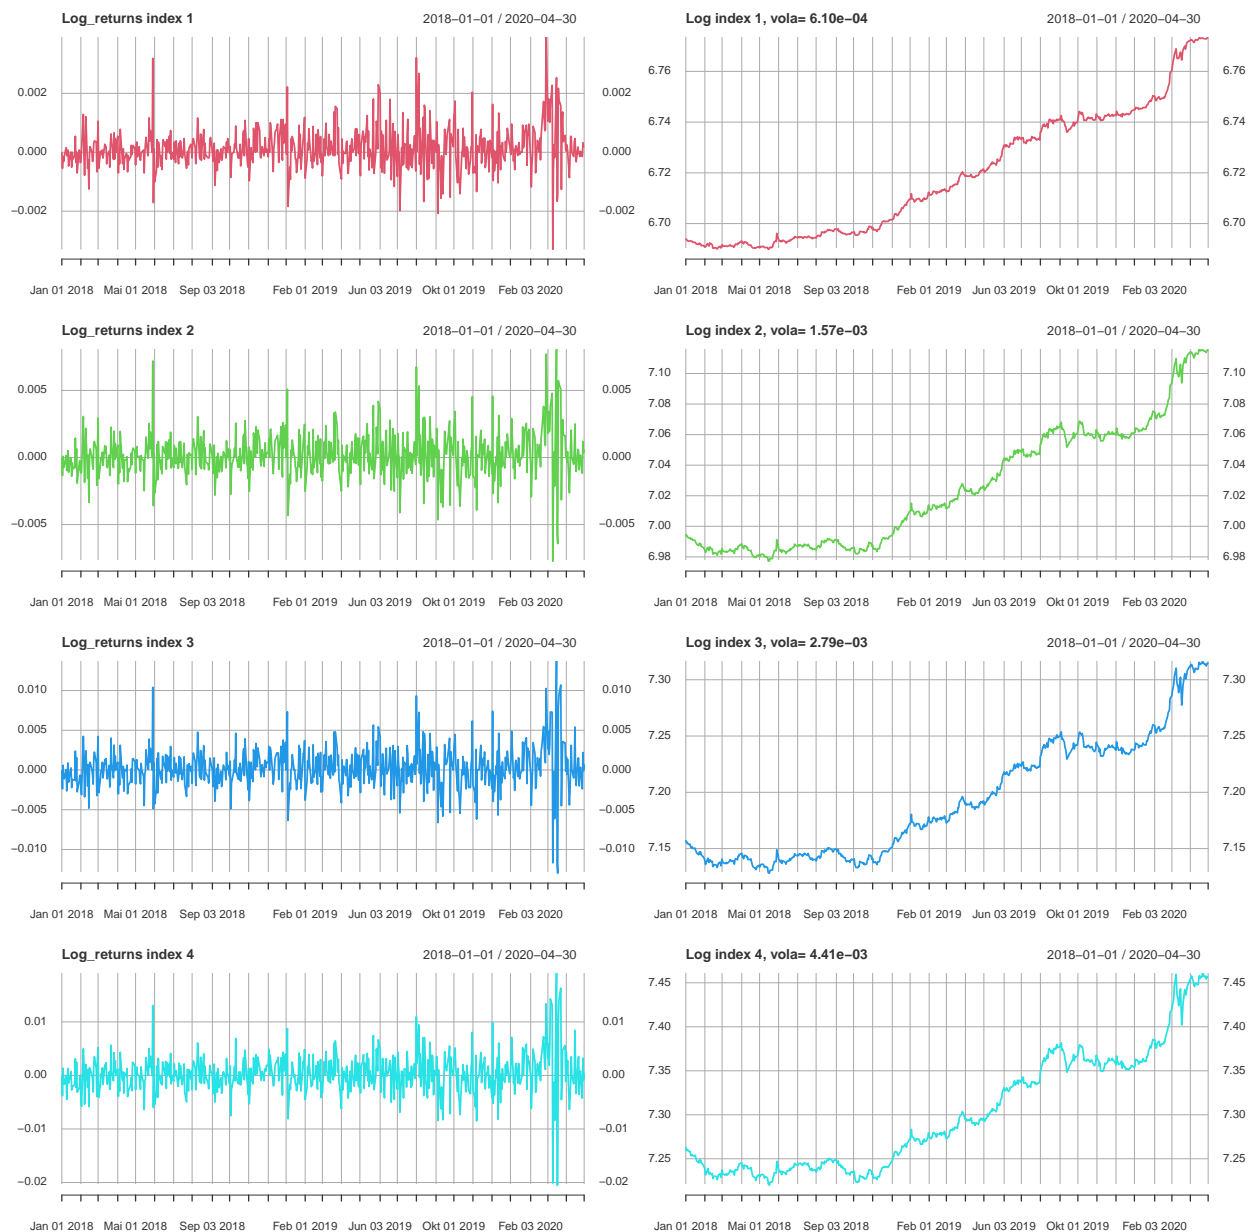 Log_returns index 1 2018−01−01 / 2020−04−30
0.002 0.002
0.000 0.000
−0.002 −0.002
Jan 01 2018 Mai 01 2018 Sep 03 2018 Feb 01 2019 Jun 03 2019 Okt 01 2019 Feb 03 2020
Log index 1, vola= 6.10e−04 2018−01−01 / 2020−04−30
6.76 6.76
6.74 6.74
6.72 6.72
6.70 6.70
Jan 01 2018 Mai 01 2018 Sep 03 2018 Feb 01 2019 Jun 03 2019 Okt 01 2019 Feb 03 2020
Log_returns index 2 2018−01−01 / 2020−04−30
0.005 0.005
0.000 0.000
−0.005 −0.005
Jan 01 2018 Mai 01 2018 Sep 03 2018 Feb 01 2019 Jun 03 2019 Okt 01 2019 Feb 03 2020
Log index 2, vola= 1.57e−03 2018−01−01 / 2020−04−30
7.10 7.10
7.08 7.08
7.06 7.06
7.04 7.04
7.02 7.02
7.00 7.00
6.98 6.98
Jan 01 2018 Mai 01 2018 Sep 03 2018 Feb 01 2019 Jun 03 2019 Okt 01 2019 Feb 03 2020
Log_returns index 3 2018−01−01 / 2020−04−30
0.010 0.010
0.005 0.005
0.000 0.000
−0.005 −0.005
−0.010 −0.010
Jan 01 2018 Mai 01 2018 Sep 03 2018 Feb 01 2019 Jun 03 2019 Okt 01 2019 Feb 03 2020
Log index 3, vola= 2.79e−03 2018−01−01 / 2020−04−30
7.30 7.30
7.25 7.25
7.20 7.20
7.15 7.15
Jan 01 2018 Mai 01 2018 Sep 03 2018 Feb 01 2019 Jun 03 2019 Okt 01 2019 Feb 03 2020
Log_returns index 4 2018−01−01 / 2020−04−30
0.01 0.01
0.00 0.00
−0.01 −0.01
−0.02 −0.02
Jan 01 2018 Mai 01 2018 Sep 03 2018 Feb 01 2019 Jun 03 2019 Okt 01 2019 Feb 03 2020
Log index 4, vola= 4.41e−03 2018−01−01 / 2020−04−30
7.45 7.45
7.40 7.40
7.35 7.35
7.30 7.30
7.25 7.25
Jan 01 2018 Mai 01 2018 Sep 03 2018 Feb 01 2019 Jun 03 2019 Okt 01 2019 Feb 03 2020